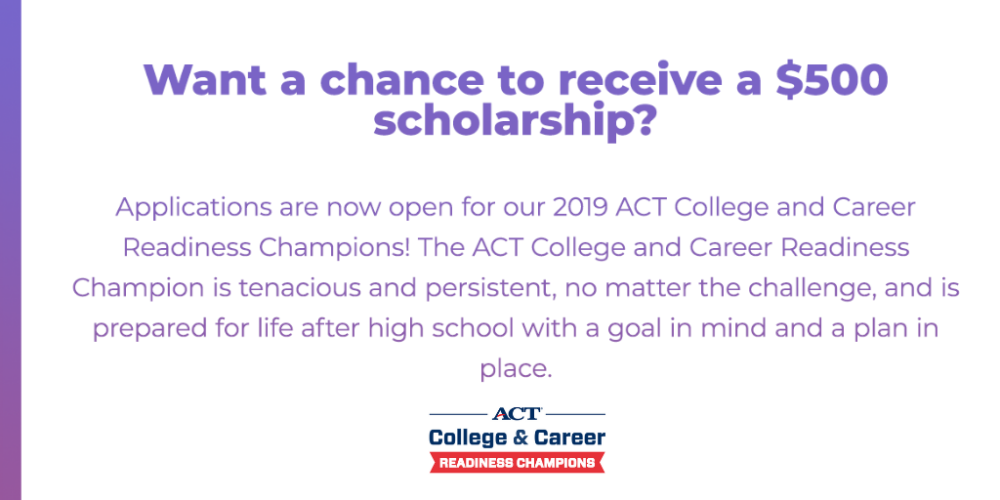 Want a chance to receive a $500
scholarship?
Applications are now open for our 2019 ACT College and Career
Readiness Champions! The ACT College and Career Readiness
Champion is tenacious and persistent, no matter the challenge, and is
prepared for life after high school with a goal in mind and a plan in
place.
ACT
College & Career
READINESS CHAMPIONS